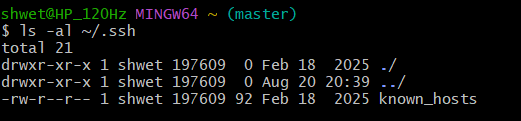 shwet@HP_120Hz MINGW64 ~ (master)
$ ls -al ~/.ssh
total 21
drwxr-xr-x 1 shwet 197609  0 Feb 18  2025 ./
drwxr-xr-x 1 shwet 197609  0 Aug 20 20:39 ../
-rw-r--r-- 1 shwet 197609 92 Feb 18  2025 known_hosts